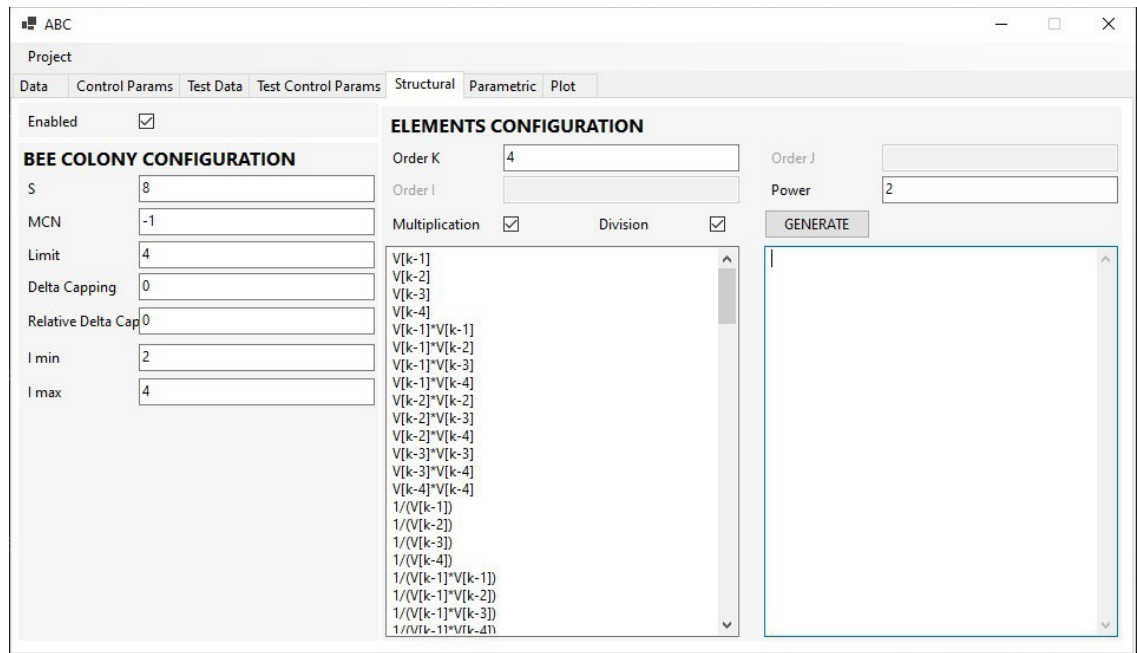 ABC
Project
Data Control Params Test Data Test Control Params Structural Parametric Plot
Enabled
BEE COLONY CONFIGURATION
S 8
MCN -1
Limit 4
Delta Capping 0
Relative Delta Cap 0
I min 2
I max 4
ELEMENTS CONFIGURATION
Order K 4 Order J
Order I Power 2
Multiplication Division GENERATE
V[k-1]
V[k-2]
V[k-3]
V[k-4]
V[k-1]*V[k-1]
V[k-1]*V[k-2]
V[k-1]*V[k-3]
V[k-1]*V[k-4]
V[k-2]*V[k-2]
V[k-2]*V[k-3]
V[k-2]*V[k-4]
V[k-3]*V[k-3]
V[k-3]*V[k-4]
V[k-4]*V[k-4]
1/(V[k-1])
1/(V[k-2])
1/(V[k-3])
1/(V[k-4])
1/(V[k-1]*V[k-1])
1/(V[k-1]*V[k-2])
1/(V[k-1]*V[k-3])
1/(V[k-1]*V[k-4])